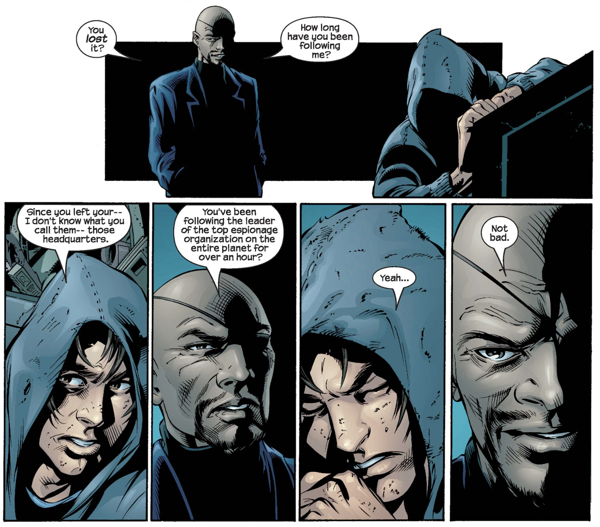 You
lost
it?
How long
have you been
following
me?
Since you left your--
I don't know what you
call them-- those
headquarters.
You've been
following the leader
of the top espionage
organization on the
entire planet for
over an hour?
Yeah...
Not
bad.